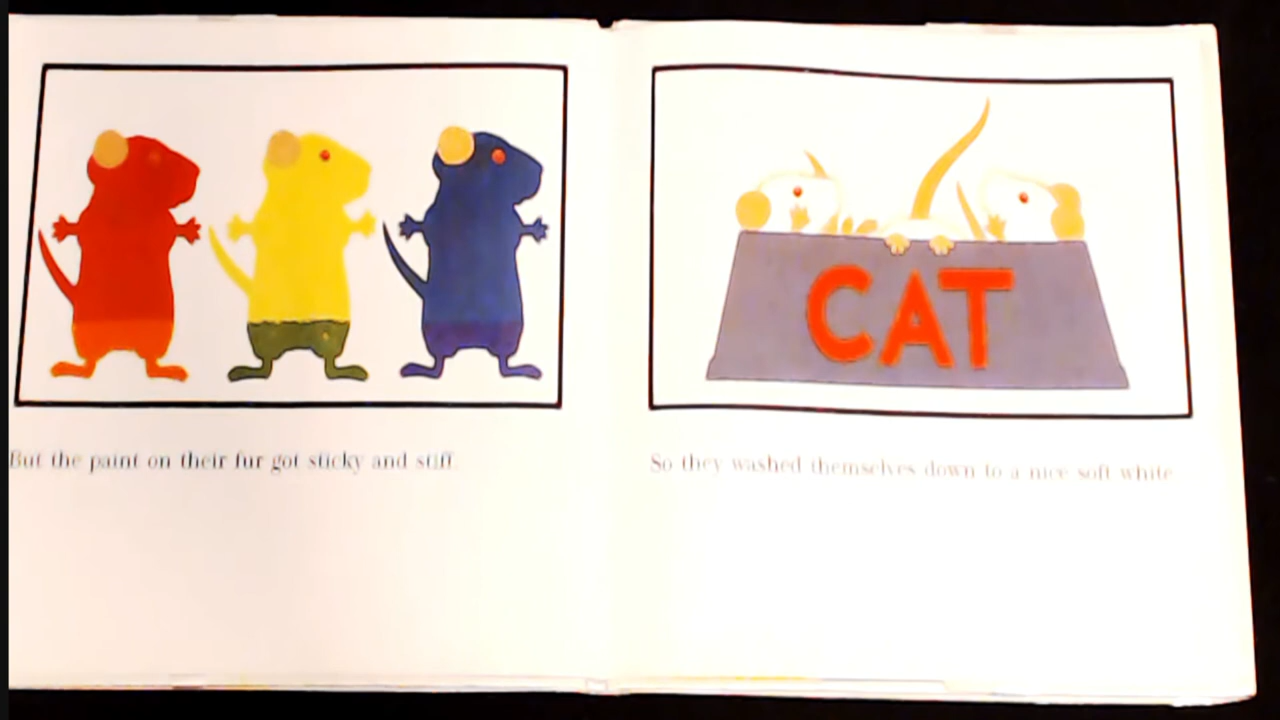 But the paint on their fur got sticky and stiff.
CAT
So they washed themselves down to a nice soft white